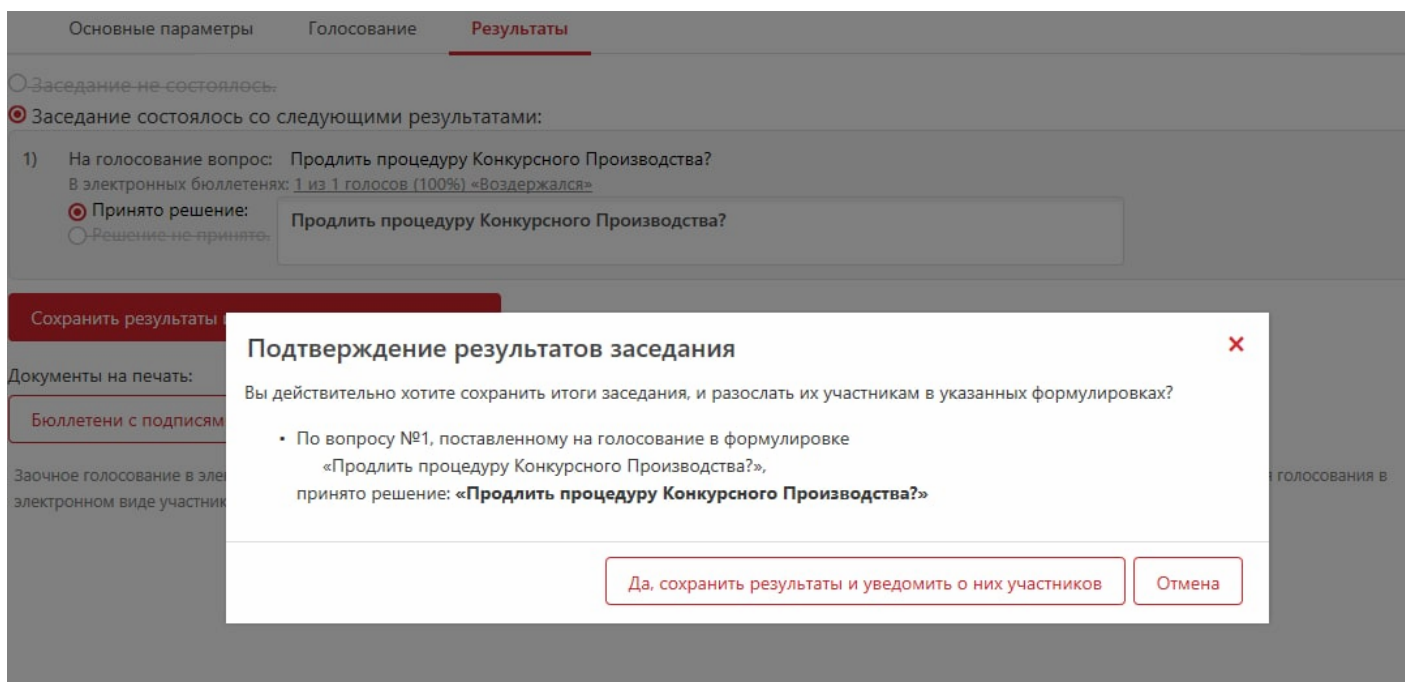 Основные параметры Голосование Результаты
Заседание не состоялось.
Заседание состоялось со следующими результатами:
1) На голосование вопрос: Продлить процедуру Конкурсного Производства?
В электронных бюллетенях: 1 из 1 голосов (100%) «Воздержался»
Принято решение: Продлить процедуру Конкурсного Производства?
Решение не принято.
Сохранить результаты
Подтверждение результатов заседания
Документы на печать:
Вы действительно хотите сохранить итоги заседания, и разослать их участникам в указанных формулировках?
Бюллетени с подписям
• По вопросу №1, поставленному на голосование в формулировке
«Продлить процедуру Конкурсного Производства?»,
принято решение: «Продлить процедуру Конкурсного Производства?»
Заочное голосование в эле голосования в
электронном виде участник
Да, сохранить результаты и уведомить о них участников Отмена